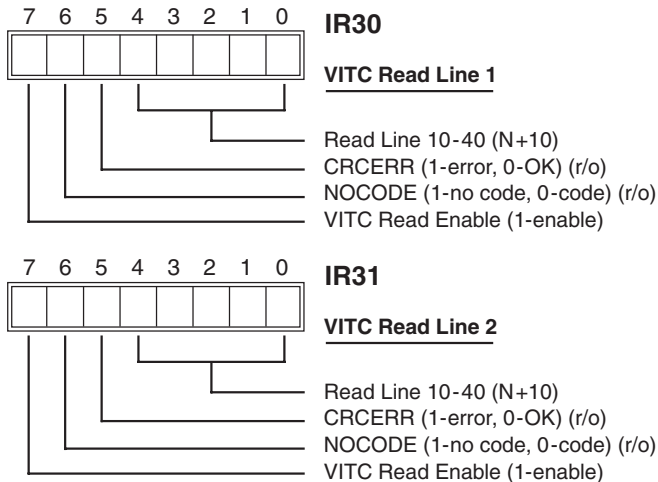 7 6 5 4 3 2 1 0
IR30
VITC Read Line 1
Read Line 10-40 (N+10)
CRCERR (1-error, 0-OK) (r/o)
NOCODE (1-no code, 0-code) (r/o)
VITC Read Enable (1-enable)
7 6 5 4 3 2 1 0
IR31
VITC Read Line 2
Read Line 10-40 (N+10)
CRCERR (1-error, 0-OK) (r/o)
NOCODE (1-no code, 0-code) (r/o)
VITC Read Enable (1-enable)